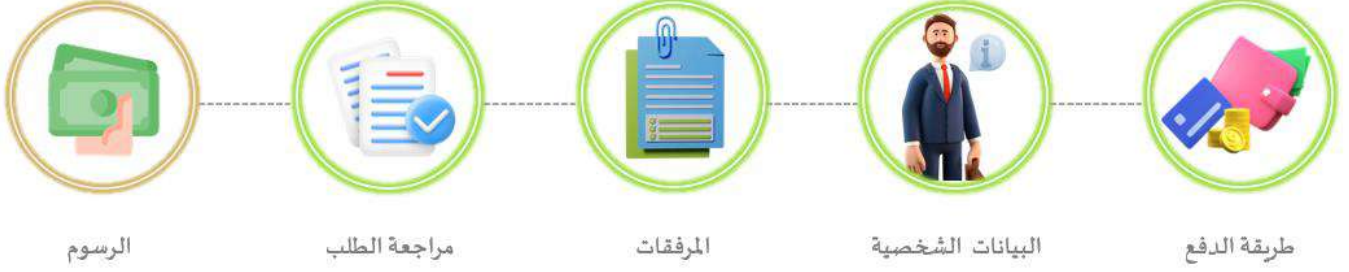 طريقة الدفع
البيانات الشخصية
المرفقات
مراجعة الطلب
الرسوم